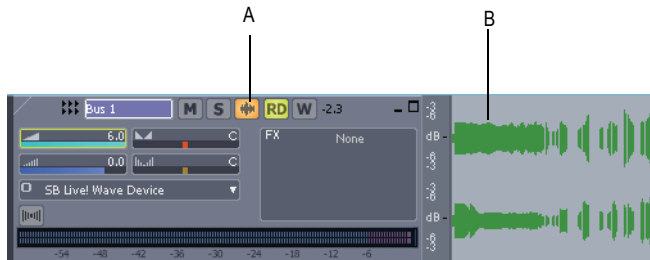 A
B
Bus 1 M S RD W -2.3
6.0 C
0.0 C
FX None
SB Live! Wave Device
-54 -48 -42 -36 -30 -24 -18 -12 -6
-3
-6
dB -
-6
-3
-3
-6
dB -
-6
-3